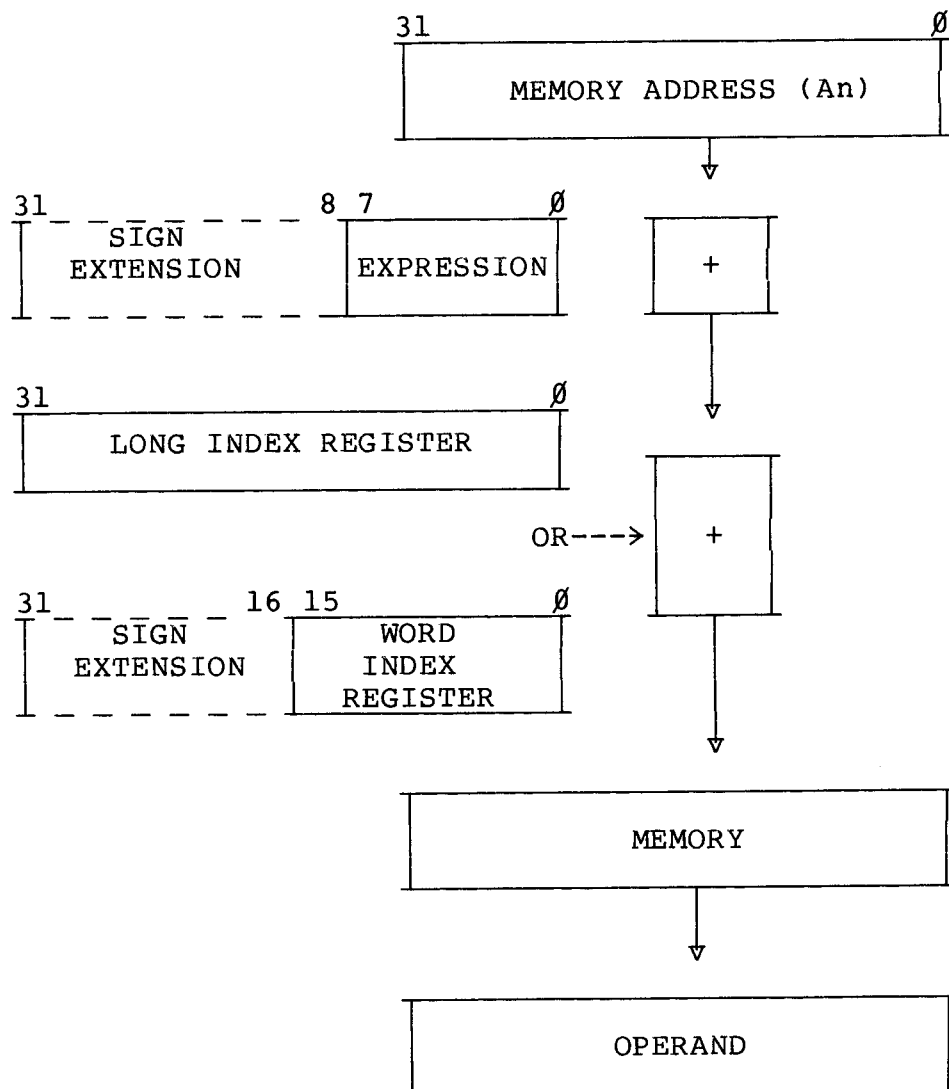 31 Ø
MEMORY ADDRESS (An)
31 8 7 Ø
SIGN
EXTENSION
EXPRESSION
+
31 Ø
LONG INDEX REGISTER
OR
+
31 16 15 Ø
SIGN
EXTENSION
WORD
INDEX
REGISTER
MEMORY
OPERAND